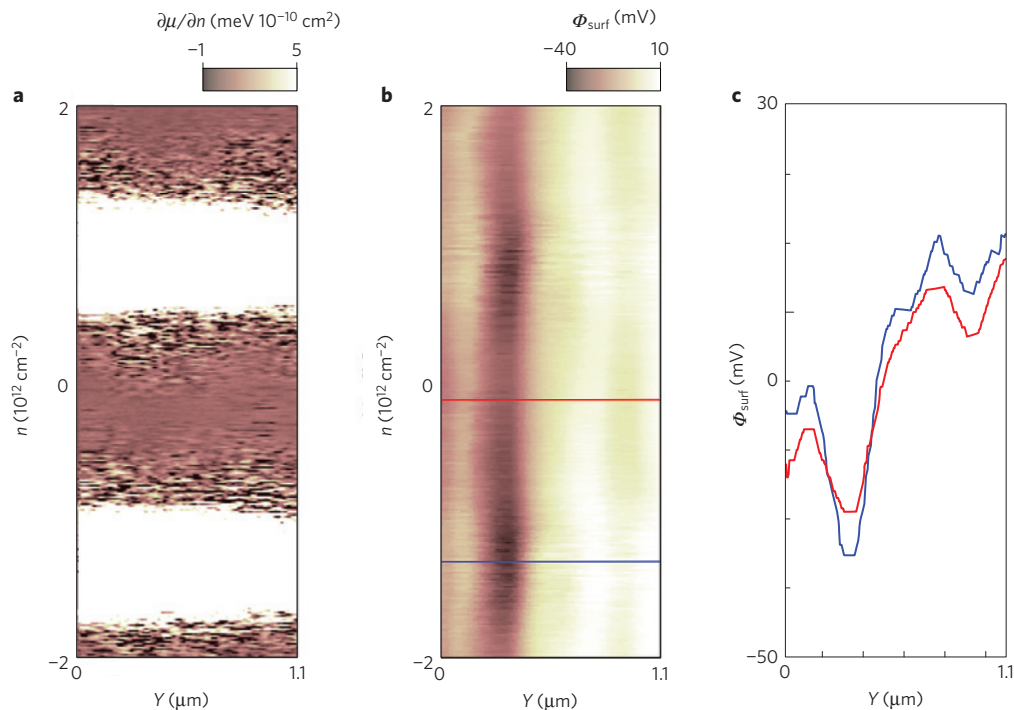 ∂μ/∂n (meV 10⁻¹⁰ cm²)
−1 5
a
2
0
−2
n (10¹² cm⁻²)
0 1.1
Y (μm)
Φsurf (mV)
−40 10
b
2
0
−2
n (10¹² cm⁻²)
0 1.1
Y (μm)
c
30
0
−50
Φsurf (mV)
0 1.1
Y (μm)